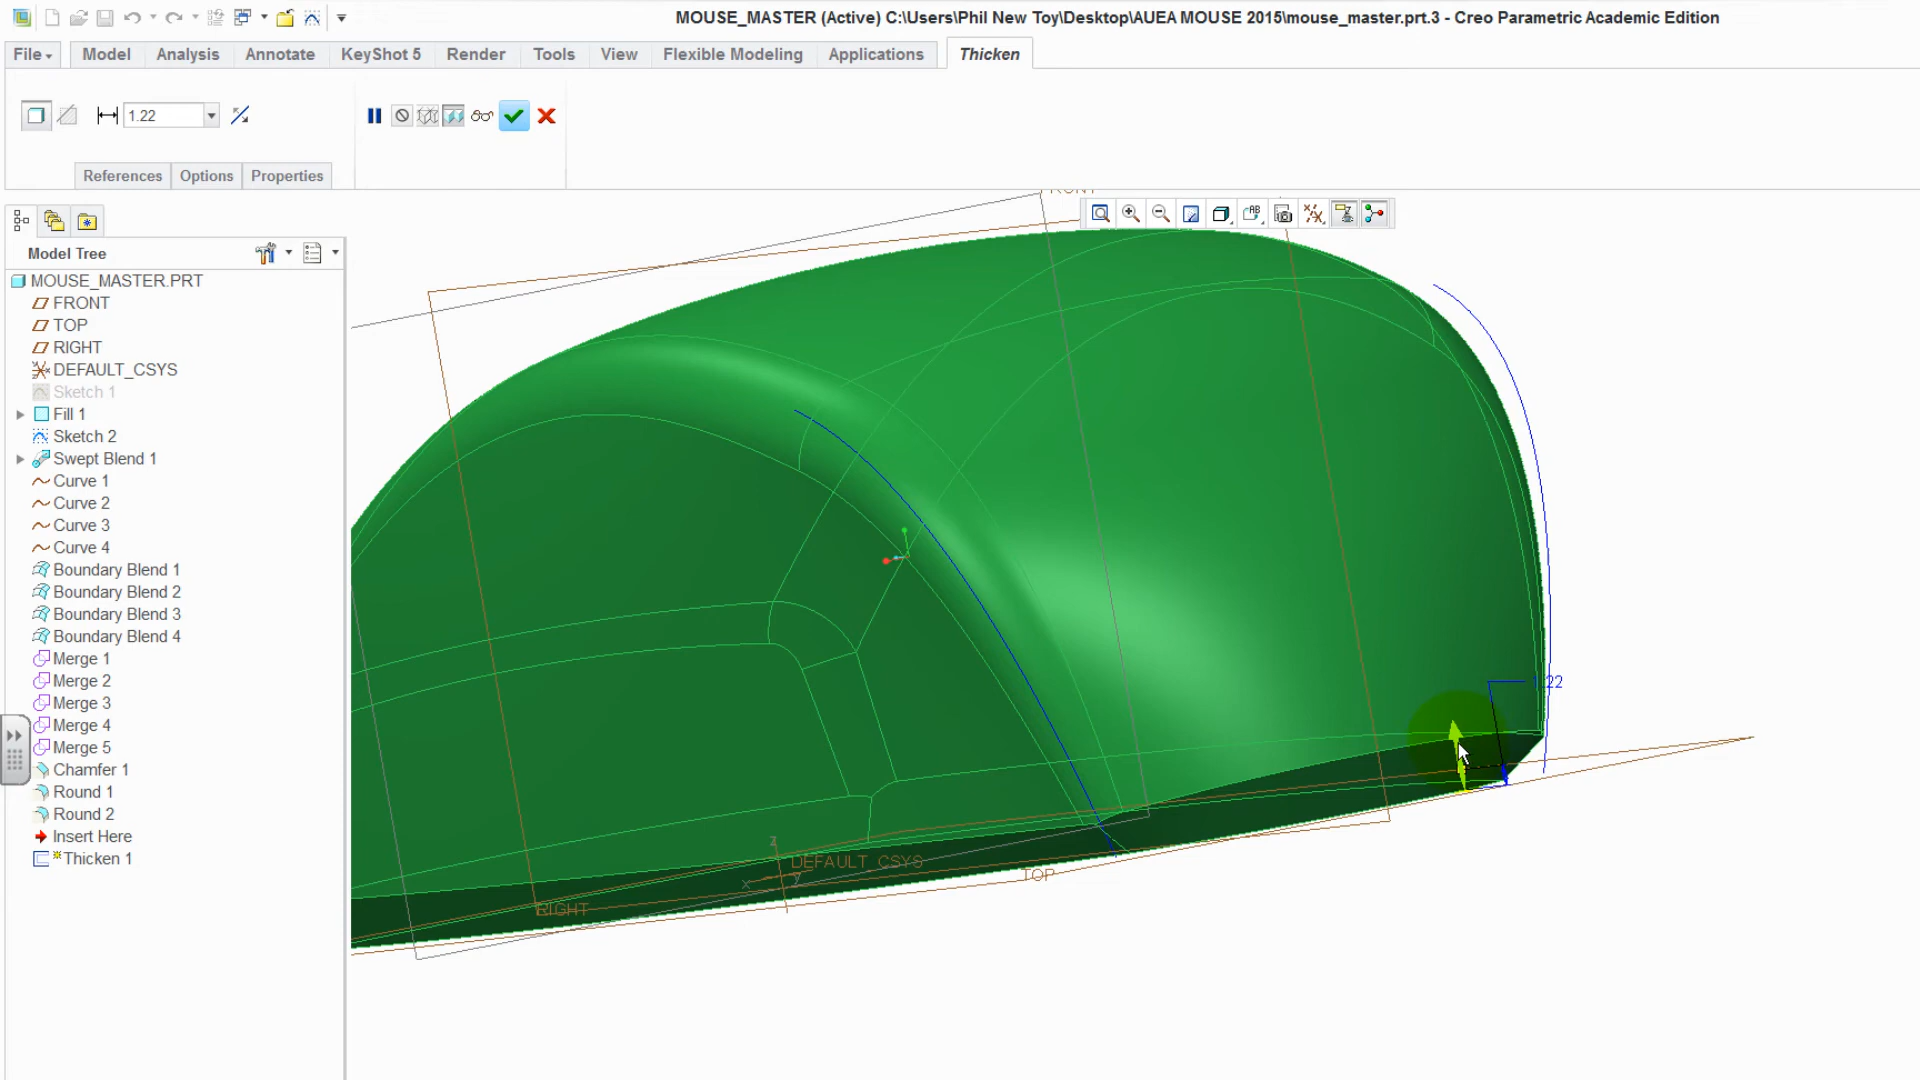 MOUSE_MASTER (Active) C:\Users\Phil New Toy\Desktop\AUEA MOUSE 2015\mouse_master.prt.3 - Creo Parametric Academic Edition
File Model Analysis Annotate KeyShot 5 Render Tools View Flexible Modeling Applications Thicken
1.22
References Options Properties
FRONT
Model Tree
MOUSE_MASTER.PRT
FRONT
TOP
RIGHT
DEFAULT_CSYS
Sketch 1
Fill 1
Sketch 2
Swept Blend 1
Curve 1
Curve 2
Curve 3
Curve 4
Boundary Blend 1
Boundary Blend 2
Boundary Blend 3
Boundary Blend 4
Merge 1
Merge 2
Merge 3
Merge 4
Merge 5
Chamfer 1
Round 1
Round 2
Insert Here
Thicken 1
1.22
Z
DEFAULT_CSYS
X Y
TOP
RIGHT